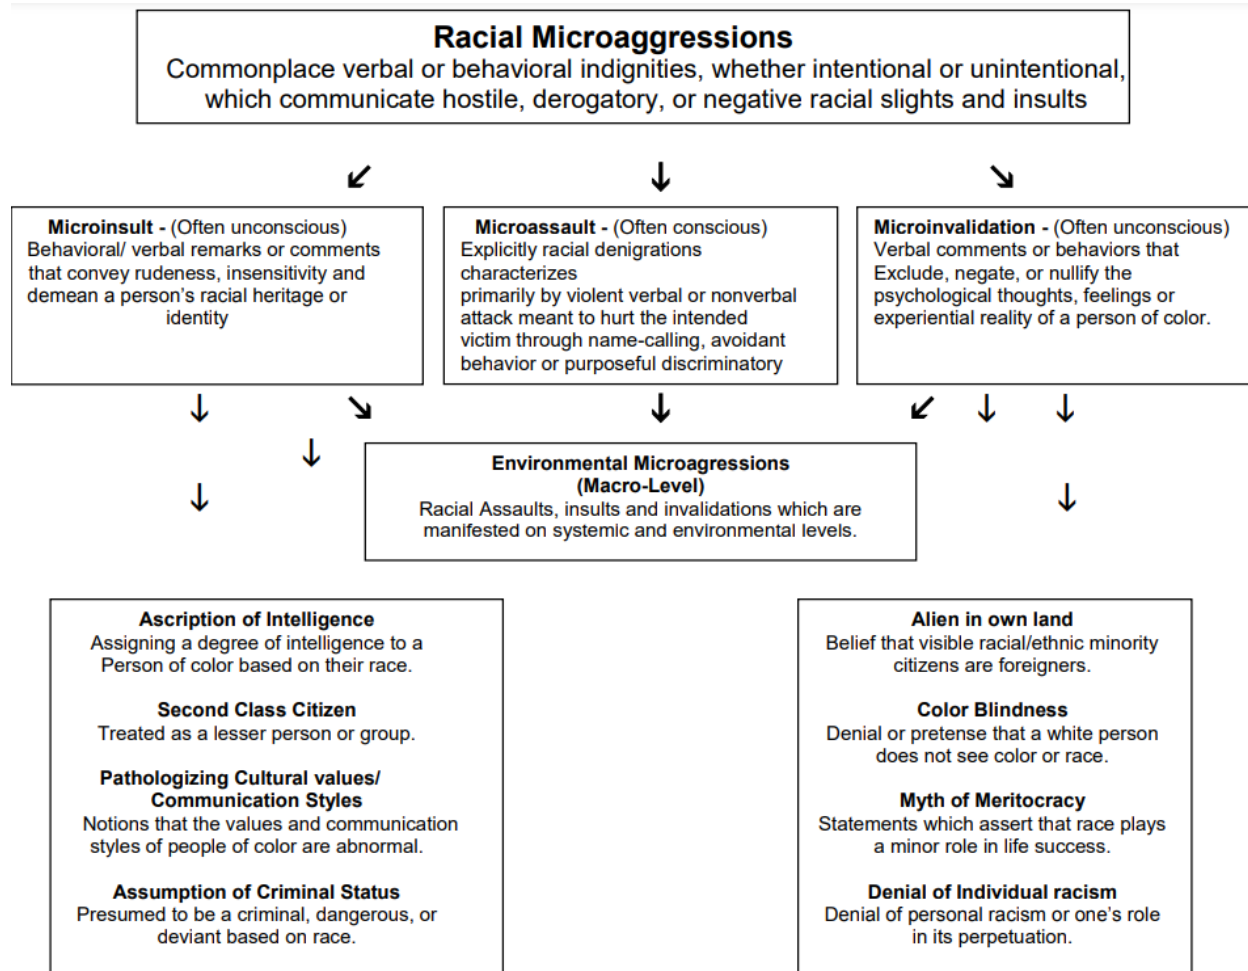 Racial Microaggressions
Commonplace verbal or behavioral indignities, whether intentional or unintentional,
which communicate hostile, derogatory, or negative racial slights and insults
Microinsult - (Often unconscious)
Behavioral/ verbal remarks or comments
that convey rudeness, insensitivity and
demean a person's racial heritage or
identity
Microassault - (Often conscious)
Explicitly racial denigrations
characterizes
primarily by violent verbal or nonverbal
attack meant to hurt the intended
victim through name-calling, avoidant
behavior or purposeful discriminatory
Microinvalidation - (Often unconscious)
Verbal comments or behaviors that
Exclude, negate, or nullify the
psychological thoughts, feelings or
experiential reality of a person of color.
Environmental Microagressions
(Macro-Level)
Racial Assaults, insults and invalidations which are
manifested on systemic and environmental levels.
Ascription of Intelligence
Assigning a degree of intelligence to a
Person of color based on their race.
Second Class Citizen
Treated as a lesser person or group.
Pathologizing Cultural values/
Communication Styles
Notions that the values and communication
styles of people of color are abnormal.
Assumption of Criminal Status
Presumed to be a criminal, dangerous, or
deviant based on race.
Alien in own land
Belief that visible racial/ethnic minority
citizens are foreigners.
Color Blindness
Denial or pretense that a white person
does not see color or race.
Myth of Meritocracy
Statements which assert that race plays
a minor role in life success.
Denial of Individual racism
Denial of personal racism or one's role
in its perpetuation.